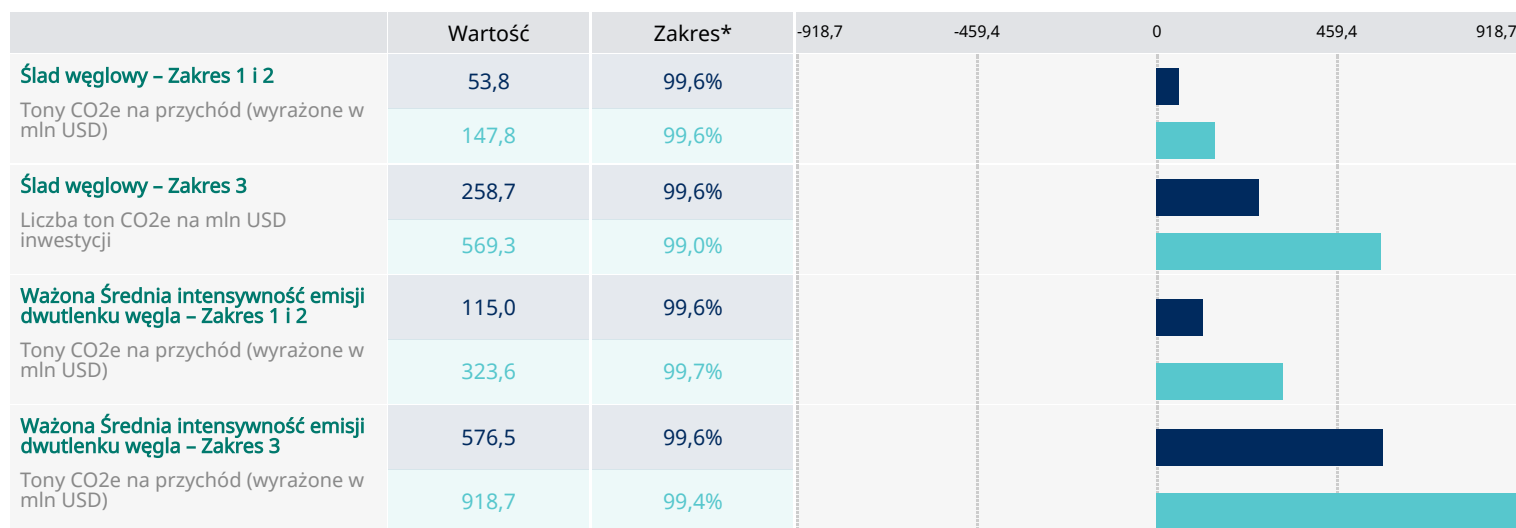 Wartość Zakres* -918,7 -459,4 0 459,4 918,7
Ślad węglowy – Zakres 1 i 2
Tony CO2e na przychód (wyrażone w
mln USD)
53,8 99,6%
147,8 99,6%
Ślad węglowy – Zakres 3
Liczba ton CO2e na mln USD
inwestycji
258,7 99,6%
569,3 99,0%
Ważona Średnia intensywność emisji
dwutlenku węgla – Zakres 1 i 2
Tony CO2e na przychód (wyrażone w
mln USD)
115,0 99,6%
323,6 99,7%
Ważona Średnia intensywność emisji
dwutlenku węgla – Zakres 3
Tony CO2e na przychód (wyrażone w
mln USD)
576,5 99,6%
918,7 99,4%